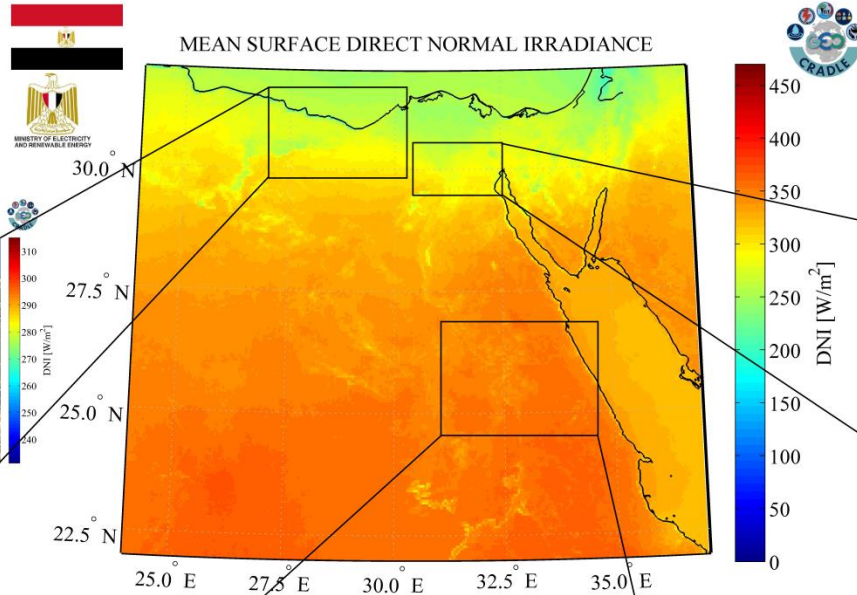 MEAN SURFACE DIRECT NORMAL IRRADIANCE
MINISTRY OF ELECTRICITY
AND RENEWABLE ENERGY
CRADLE
30.0° N
27.5° N
25.0° N
22.5° N
25.0 E
27.5° E
30.0° E
32.5° E
35.0° E
310
300
290
280
270
260
250
240
DNI [W/m²]
450
400
350
300
250
200
150
100
50
0
DNI [W/m²]